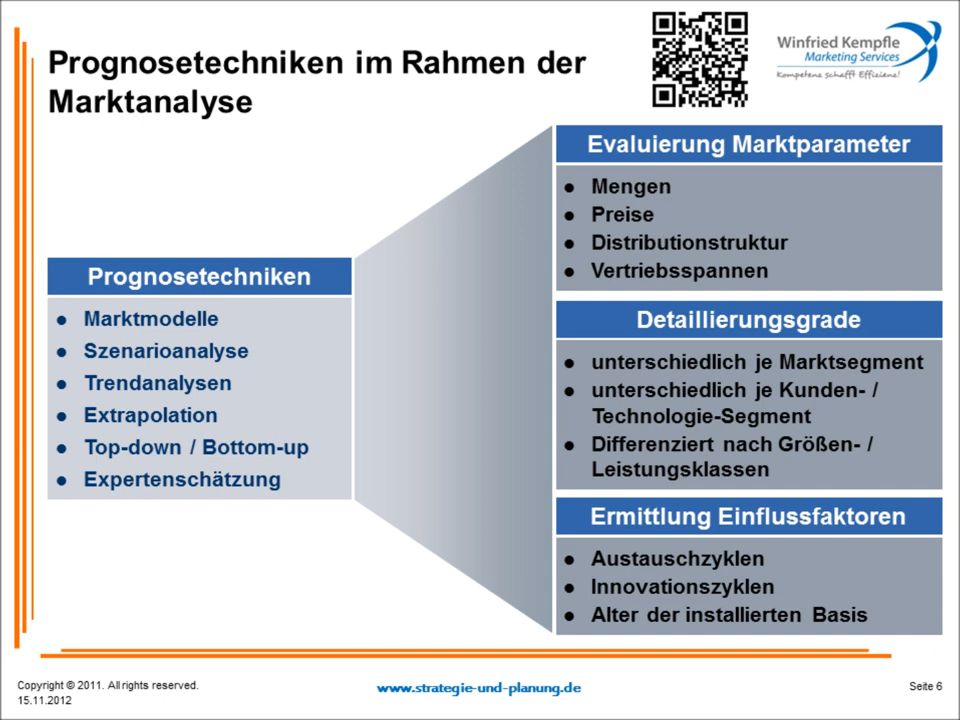 Prognosetechniken im Rahmen der
Marktanalyse
Winfried Kempfle
Marketing Services
Kompetenz schafft Effizienz!
Prognosetechniken
● Marktmodelle
● Szenarioanalyse
● Trendanalysen
● Extrapolation
● Top-down / Bottom-up
● Expertenschätzung
Evaluierung Marktparameter
● Mengen
● Preise
● Distributionstruktur
● Vertriebsspannen
Detaillierungsgrade
● unterschiedlich je Marktsegment
● unterschiedlich je Kunden- /
Technologie-Segment
● Differenziert nach Größen- /
Leistungsklassen
Ermittlung Einflussfaktoren
● Austauschzyklen
● Innovationszyklen
● Alter der installierten Basis
Copyright © 2011. All rights reserved.
15.11.2012
www.strategie-und-planung.de
Seite 6